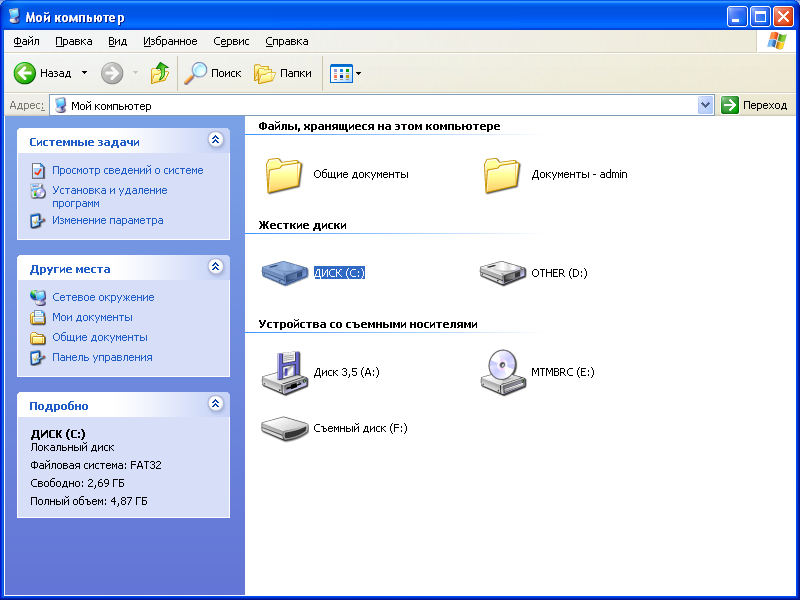 Мой компьютер
Файл Правка Вид Избранное Сервис Справка
Назад Поиск Папки
Адрес: Мой компьютер Переход
Системные задачи
Просмотр сведений о системе
Установка и удаление
программ
Изменение параметра
Другие места
Сетевое окружение
Мои документы
Общие документы
Панель управления
Подробно
ДИСК (C:)
Локальный диск
Файловая система: FAT32
Свободно: 2,69 ГБ
Полный объем: 4,87 ГБ
Файлы, хранящиеся на этом компьютере
Общие документы Документы - admin
Жесткие диски
ДИСК (C:) OTHER (D:)
Устройства со съемными носителями
Диск 3,5 (A:) MTMBRC (E:)
Съемный диск (F:)